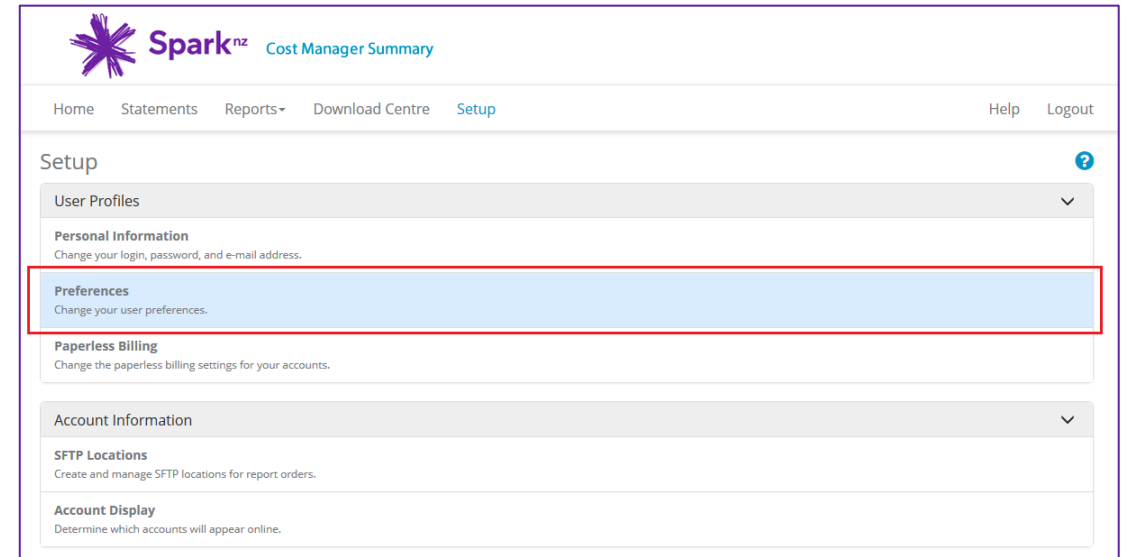 Spark nz Cost Manager Summary
Home Statements Reports Download Centre Setup Help Logout
Setup
?
User Profiles
Personal Information
Change your login, password, and e-mail address.
Preferences
Change your user preferences.
Paperless Billing
Change the paperless billing settings for your accounts.
Account Information
SFTP Locations
Create and manage SFTP locations for report orders.
Account Display
Determine which accounts will appear online.